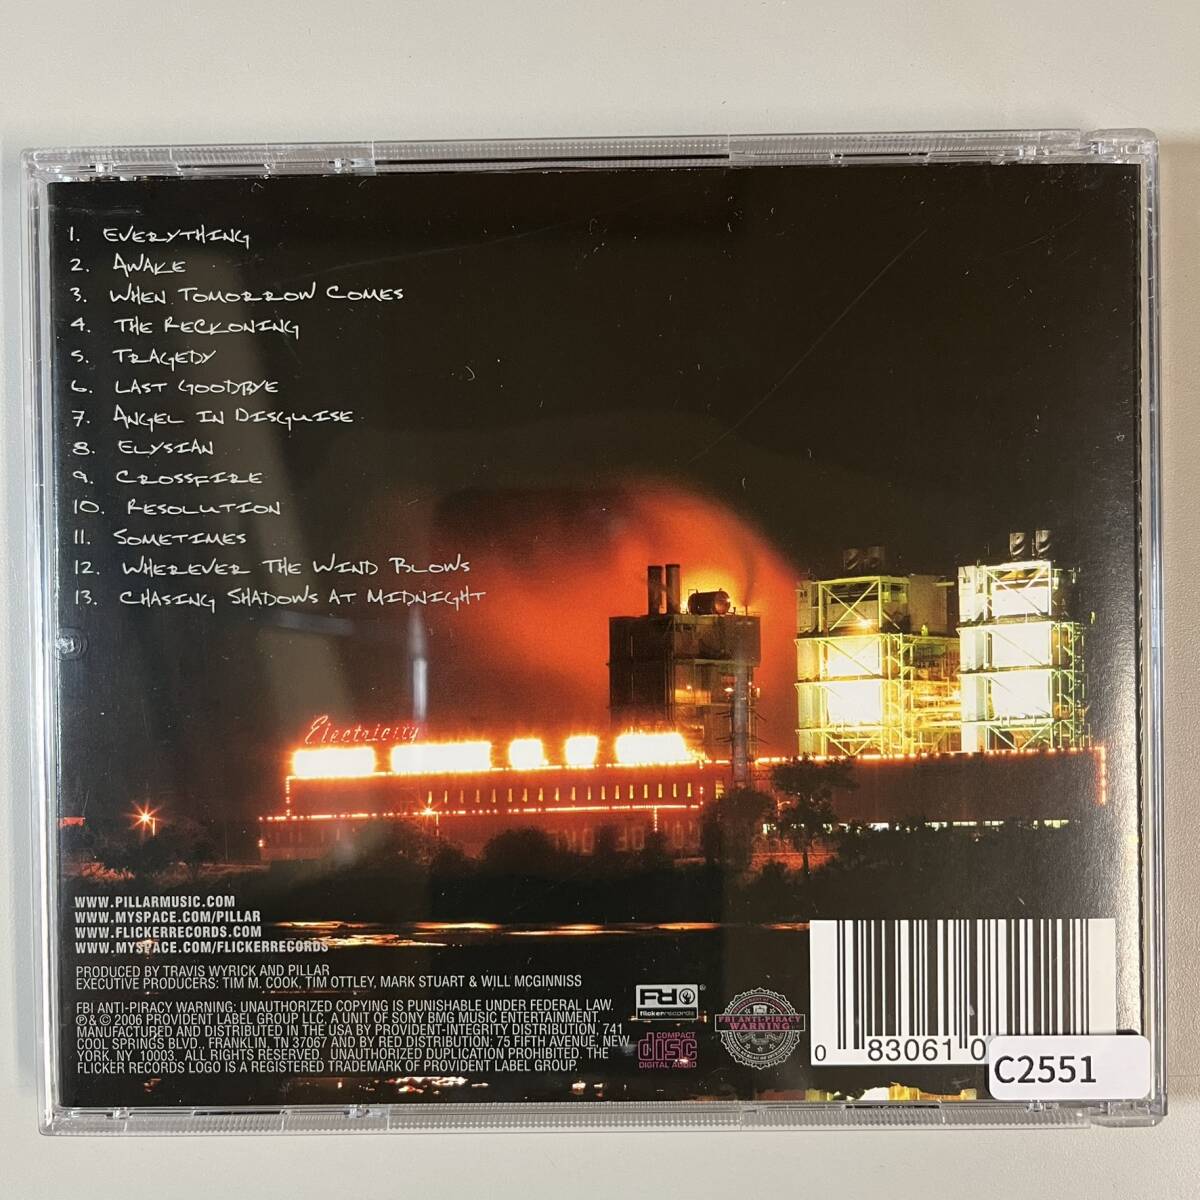 1. EVERYTHING
2. AWAKE
3. WHEN TOMORROW COMES
4. THE RECKONING
5. TRAGEDY
6. LAST GOODBYE
7. ANGEL IN DISGUISE
8. ELYSIAN
9. CROSSFIRE
10. RESOLUTION
11. SOMETIMES
12. WHEREVER THE WIND BLOWS
13. CHASING SHADOWS AT MIDNIGHT
Electricity
WWW.PILLARMUSIC.COM
WWW.MYSPACE.COM/PILLAR
WWW.FLICKERRECORDS.COM
WWW.MYSPACE.COM/FLICKERRECORDS
PRODUCED BY TRAVIS WYRICK AND PILLAR
EXECUTIVE PRODUCERS: TIM M. COOK, TIM OTTLEY, MARK STUART & WILL MCGINNISS
FBI ANTI-PIRACY WARNING: UNAUTHORIZED COPYING IS PUNISHABLE UNDER FEDERAL LAW.
℗ & © 2006 PROVIDENT LABEL GROUP LLC, A UNIT OF SONY BMG MUSIC ENTERTAINMENT.
MANUFACTURED AND DISTRIBUTED IN THE USA BY PROVIDENT-INTEGRITY DISTRIBUTION, 741
COOL SPRINGS BLVD., FRANKLIN, TN 37067 AND BY RED DISTRIBUTION: 75 FIFTH AVENUE, NEW
YORK, NY 10003. ALL RIGHTS RESERVED. UNAUTHORIZED DUPLICATION PROHIBITED. THE
FLICKER RECORDS LOGO IS A REGISTERED TRADEMARK OF PROVIDENT LABEL GROUP.
flickerrecords
COMPACT
disc
DIGITAL AUDIO
FBI ANTI-PIRACY
WARNING
0 83061 0
C2551